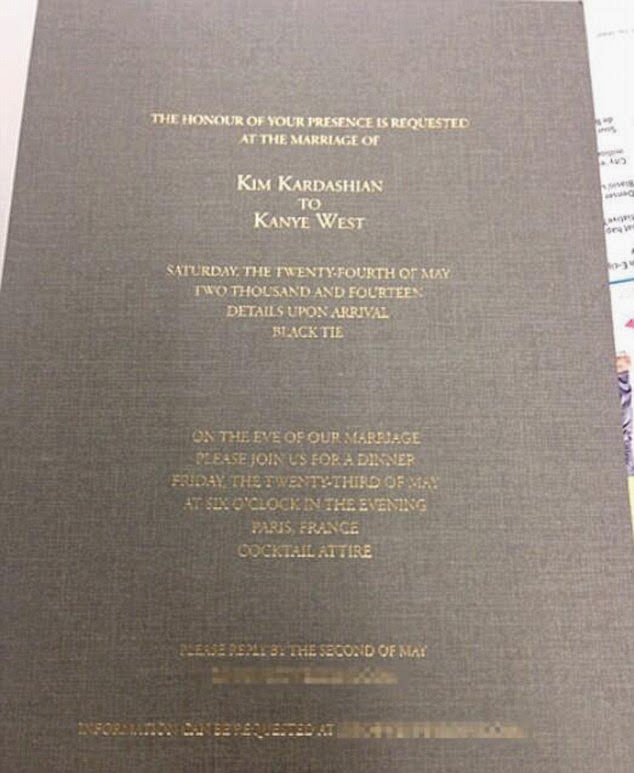 THE HONOUR OF YOUR PRESENCE IS REQUESTED
AT THE MARRIAGE OF
KIM KARDASHIAN
TO
KANYE WEST
SATURDAY, THE TWENTY-FOURTH OF MAY
TWO THOUSAND AND FOURTEEN
DETAILS UPON ARRIVAL
BLACK TIE
ON THE EVE OF OUR MARRIAGE
PLEASE JOIN US FOR A DINNER
FRIDAY, THE TWENTY-THIRD OF MAY
AT SIX O'CLOCK IN THE EVENING
PARIS, FRANCE
COCKTAIL ATTIRE
PLEASE REPLY BY THE SECOND OF MAY
INFORMATION CAN BE REQUESTED AT